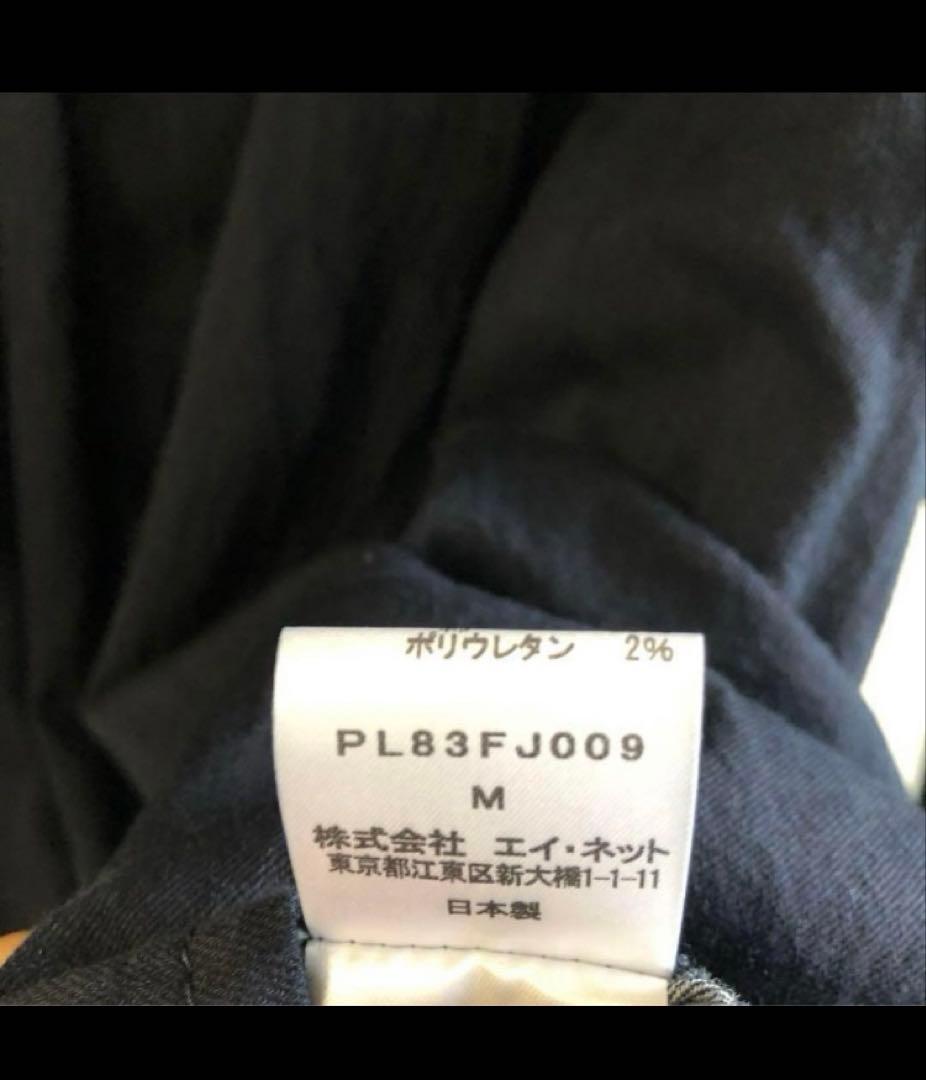 ポリウレタン 2%
PL83FJ009
M
株式会社 エイ・ネット
東京都江東区新大橋1-1-11
日本製